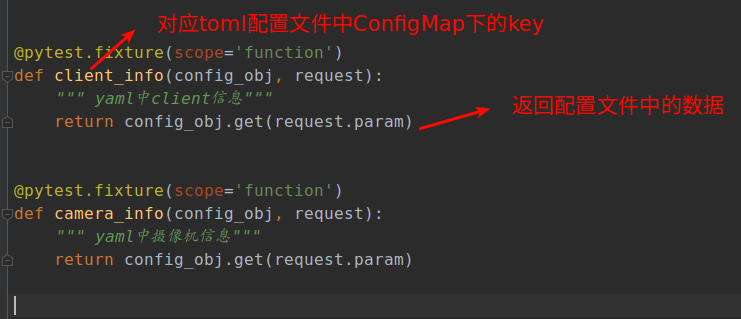 对应toml配置文件中ConfigMap下的key
@pytest.fixture(scope='function')
def client_info(config_obj, request):
""" yaml中client信息"""
返回配置文件中的数据
return config_obj.get(request.param)
@pytest.fixture(scope='function')
def camera_info(config_obj, request):
""" yaml中摄像机信息"""
return config_obj.get(request.param)